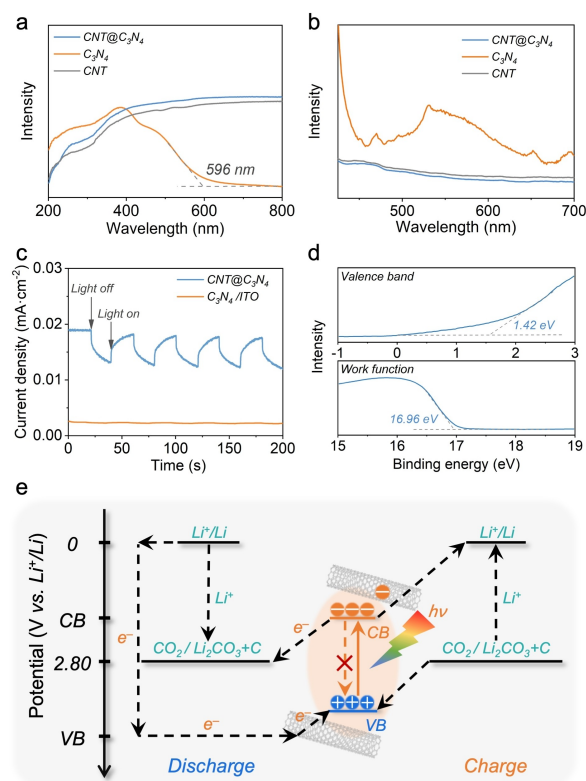 a
CNT@C₃N₄
C₃N₄
CNT
Intensity
596 nm
200 400 600 800
Wavelength (nm)
b
CNT@C₃N₄
C₃N₄
CNT
Intensity
500 600 700
Wavelength (nm)
c
CNT@C₃N₄
C₃N₄ /ITO
Light off
Light on
Current density (mA·cm⁻²)
0.03
0.02
0.01
0.00
0 50 100 150 200
Time (s)
d
Valence band
1.42 eV
-1 0 1 2 3
Intensity
Work function
16.96 eV
15 16 17 18 19
Binding energy (eV)
e
Potential (V vs. Li⁺/Li)
0
CB
2.80
VB
Li⁺/Li
Li⁺
e⁻
CO₂ / Li₂CO₃+C
e⁻
e⁻
e⁻
CB
VB
hν
Li⁺/Li
Li⁺
CO₂ / Li₂CO₃+C
Discharge
Charge